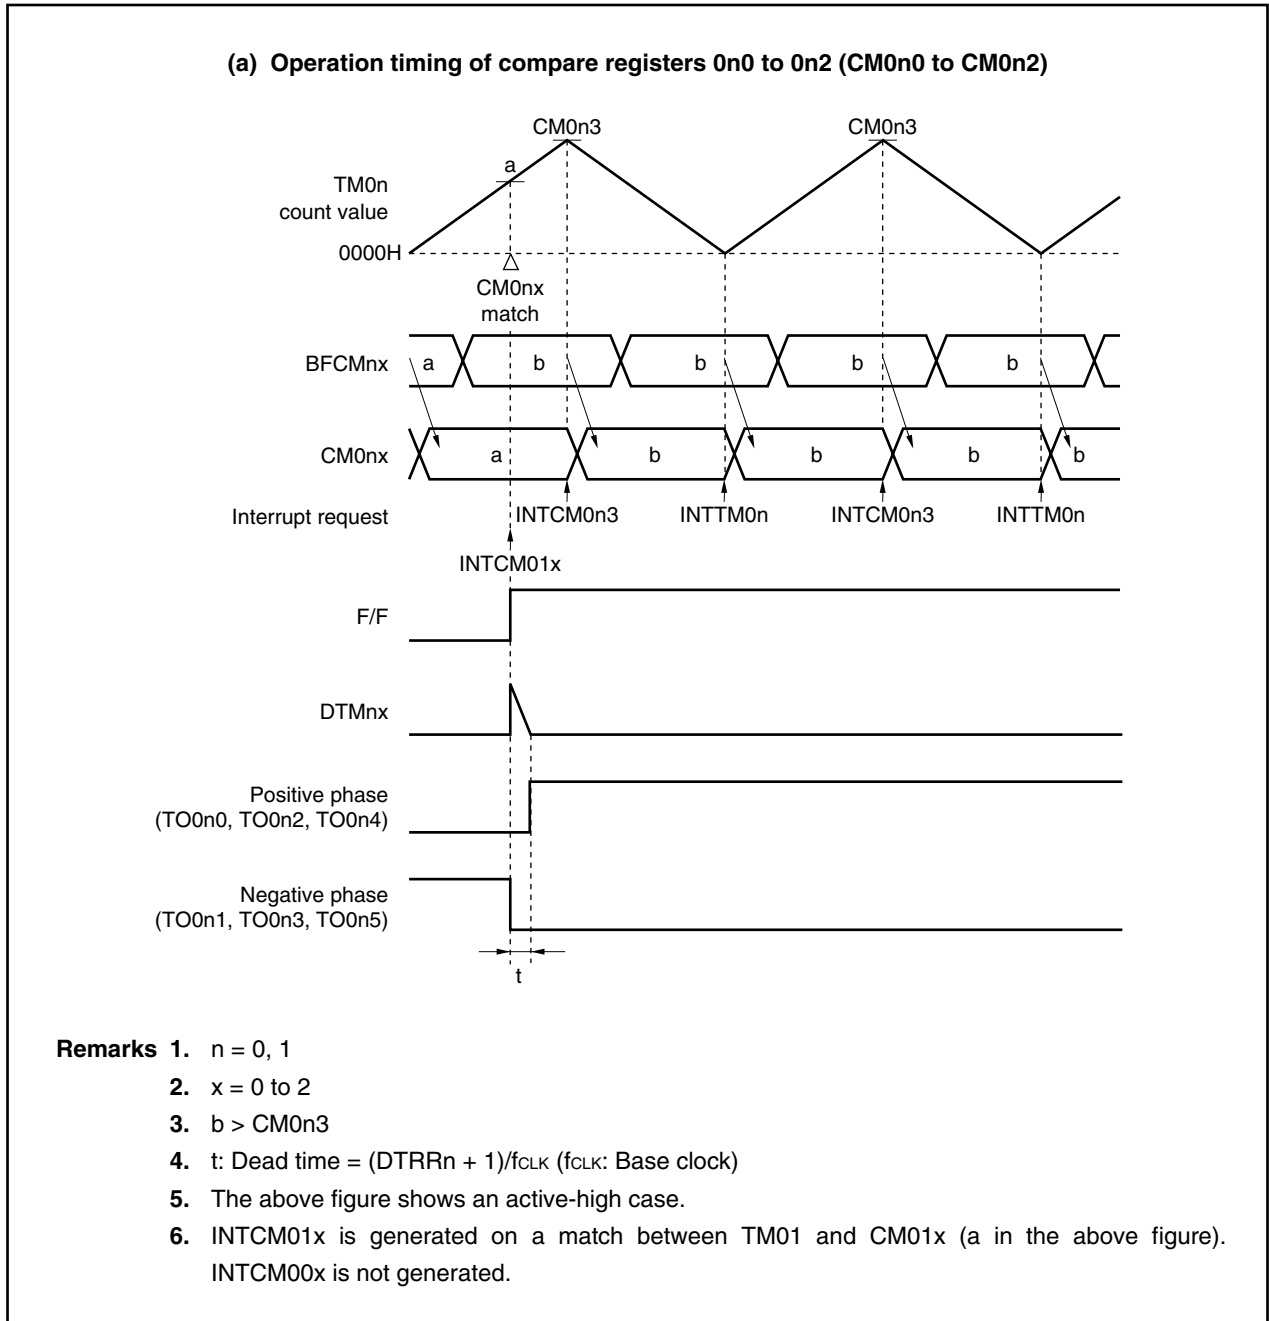 (a) Operation timing of compare registers 0n0 to 0n2 (CM0n0 to CM0n2)
CM0n3 CM0n3
a
TM0n
count value
0000H
CM0nx
match
BFCMnx a b b b b
CM0nx a b b b b
Interrupt request INTCM0n3 INTTM0n INTCM0n3 INTTM0n
INTCM01x
F/F
DTMnx
Positive phase
(TO0n0, TO0n2, TO0n4)
Negative phase
(TO0n1, TO0n3, TO0n5)
t
Remarks 1. n = 0, 1
2. x = 0 to 2
3. b > CM0n3
4. t: Dead time = (DTRRn + 1)/fCLK (fCLK: Base clock)
5. The above figure shows an active-high case.
6. INTCM01x is generated on a match between TM01 and CM01x (a in the above figure).
INTCM00x is not generated.